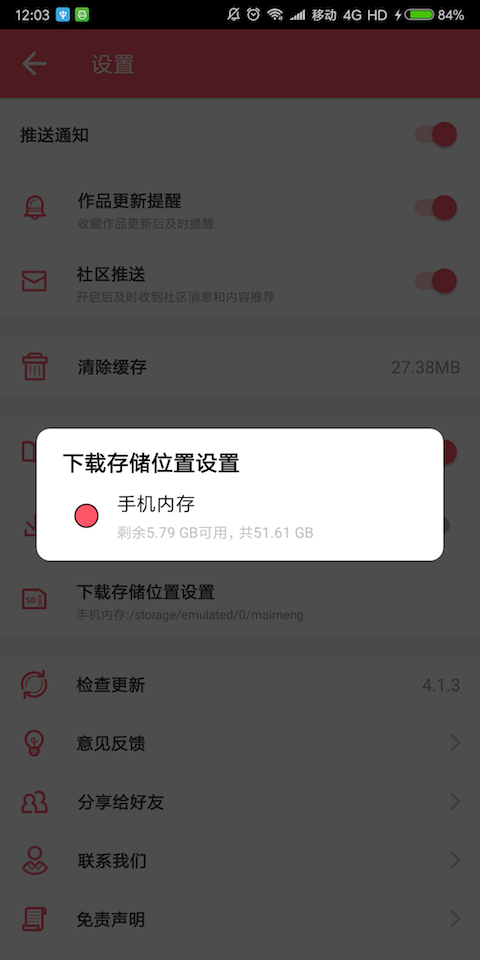 12:03
移动 4G HD 84%
设置
推送通知
作品更新提醒
收藏作品更新后及时提醒
社区推送
开启后及时收到社区消息和内容推荐
清除缓存 27.38MB
下载存储位置设置
手机内存
剩余5.79 GB可用，共51.61 GB
SD
下载存储位置设置
手机内存:/storage/emulated/0/maimeng
检查更新 4.1.3
意见反馈
分享给好友
联系我们
免责声明